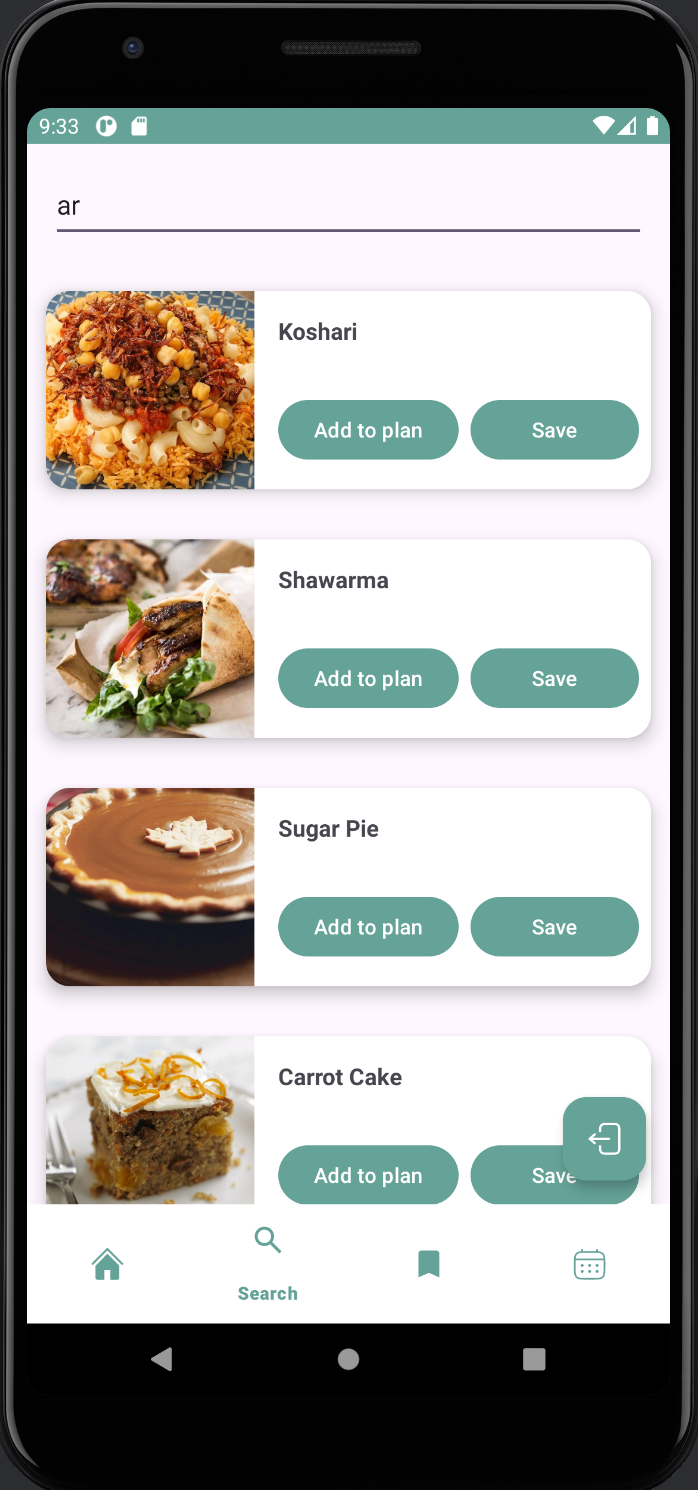 9:33
ar
Koshari
Add to plan Save
Shawarma
Add to plan Save
Sugar Pie
Add to plan Save
Carrot Cake
Add to plan Save
Search